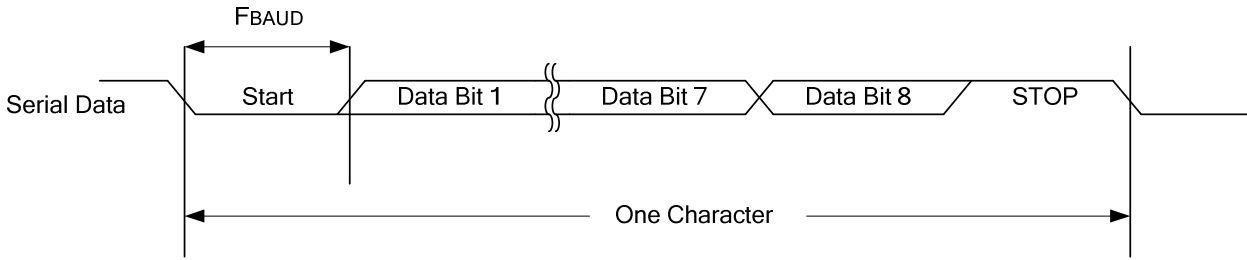 FBAUD
Serial Data Start Data Bit 1 Data Bit 7 Data Bit 8 STOP
One Character